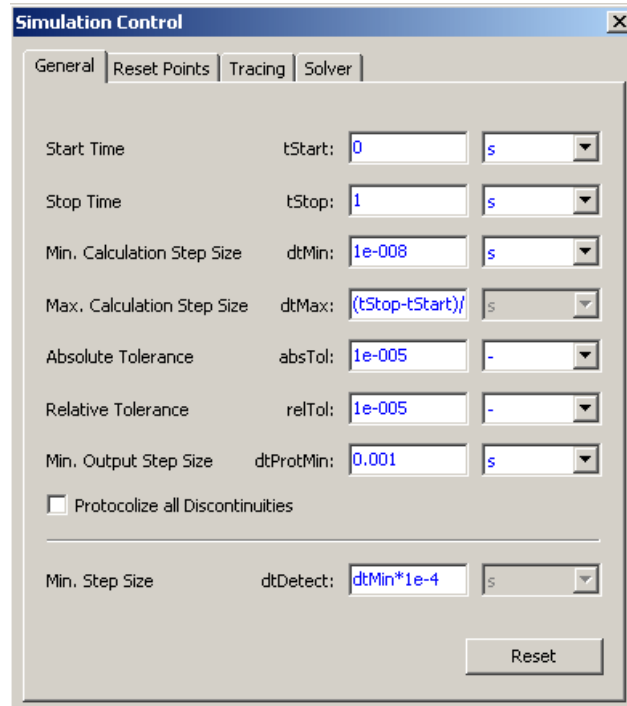 Simulation Control
General Reset Points Tracing Solver
Start Time tStart: 0 s
Stop Time tStop: 1 s
Min. Calculation Step Size dtMin: 1e-008 s
Max. Calculation Step Size dtMax: (tStop-tStart)/ s
Absolute Tolerance absTol: 1e-005 -
Relative Tolerance relTol: 1e-005 -
Min. Output Step Size dtProtMin: 0.001 s
Protocolize all Discontinuities
Min. Step Size dtDetect: dtMin*1e-4 s
Reset